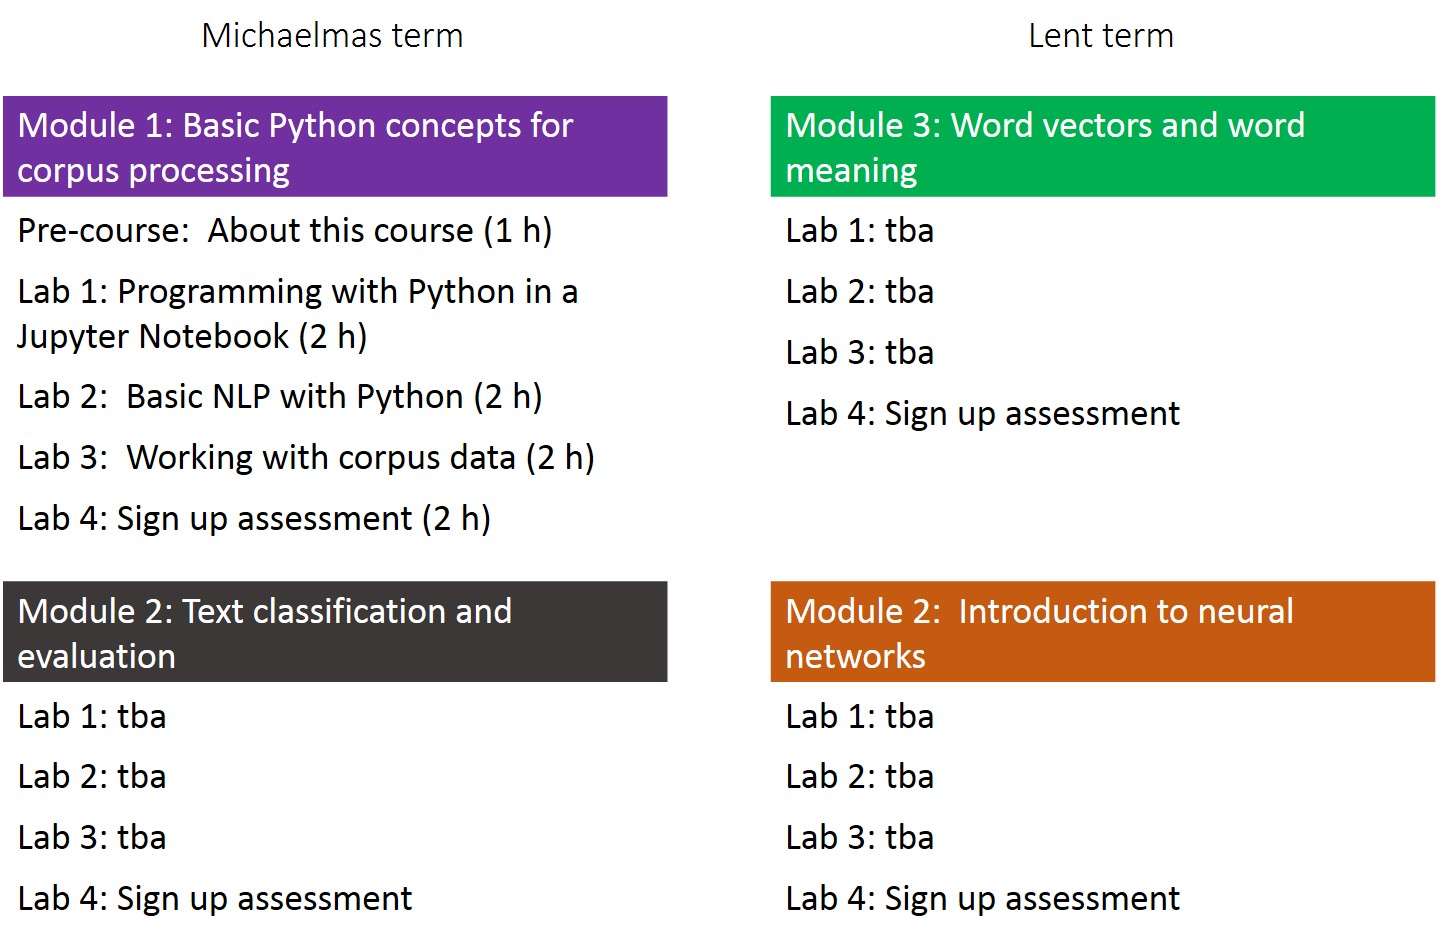 Michaelmas term
Module 1: Basic Python concepts for
corpus processing
Pre-course:  About this course (1 h)
Lab 1: Programming with Python in a
Jupyter Notebook (2 h)
Lab 2:  Basic NLP with Python (2 h)
Lab 3:  Working with corpus data (2 h)
Lab 4: Sign up assessment (2 h)
Module 2: Text classification and
evaluation
Lab 1: tba
Lab 2: tba
Lab 3: tba
Lab 4: Sign up assessment
Lent term
Module 3: Word vectors and word
meaning
Lab 1: tba
Lab 2: tba
Lab 3: tba
Lab 4: Sign up assessment
Module 2:  Introduction to neural
networks
Lab 1: tba
Lab 2: tba
Lab 3: tba
Lab 4: Sign up assessment